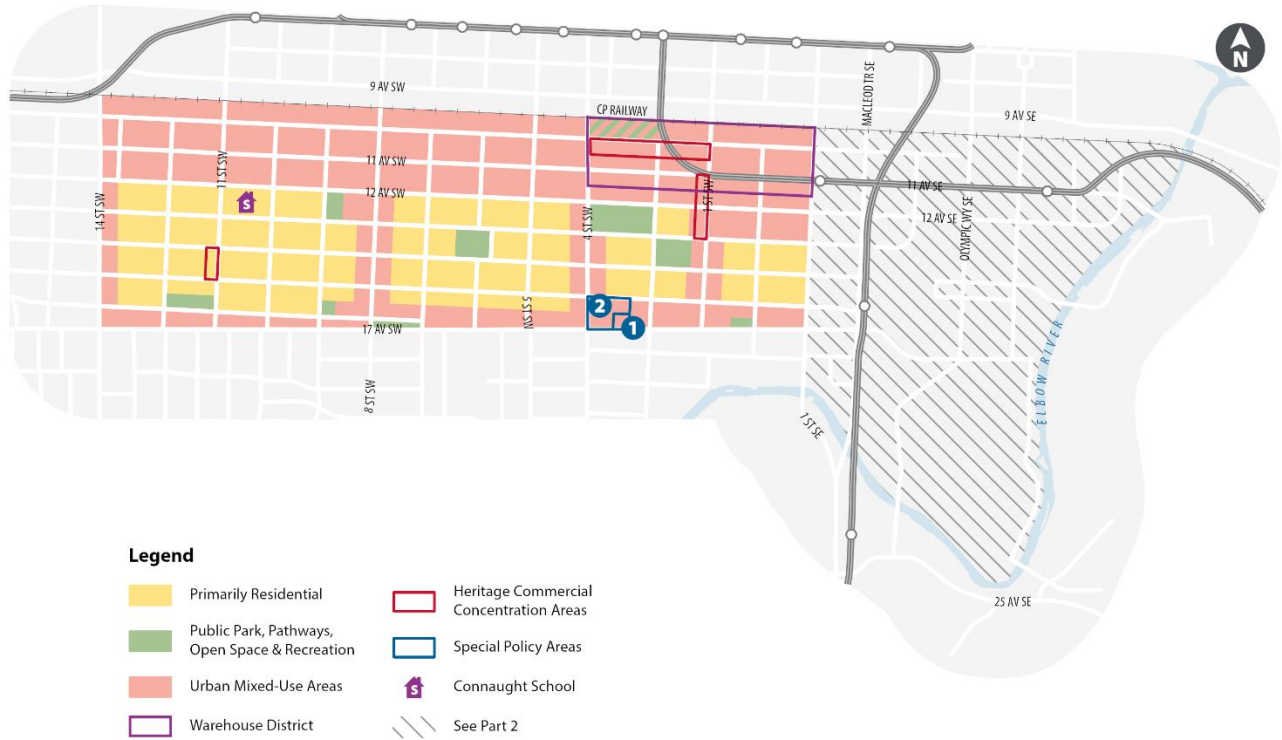 N
9 AV SW
CP RAILWAY
MACLEOD TR SE
9 AV SE
11 AV SW
11 ST SW
12 AV SW
14 ST SW
S
4 ST SW
1 ST SW
11 AV SE
12 AV SE
OLYMPIC WY SE
5 ST SW
2
1
17 AV SW
8 ST SW
1 ST SE
ELBOW RIVER
25 AV SE
Legend
Primarily Residential
Public Park, Pathways,
Open Space & Recreation
Urban Mixed-Use Areas
Warehouse District
Heritage Commercial
Concentration Areas
Special Policy Areas
S
Connaught School
See Part 2